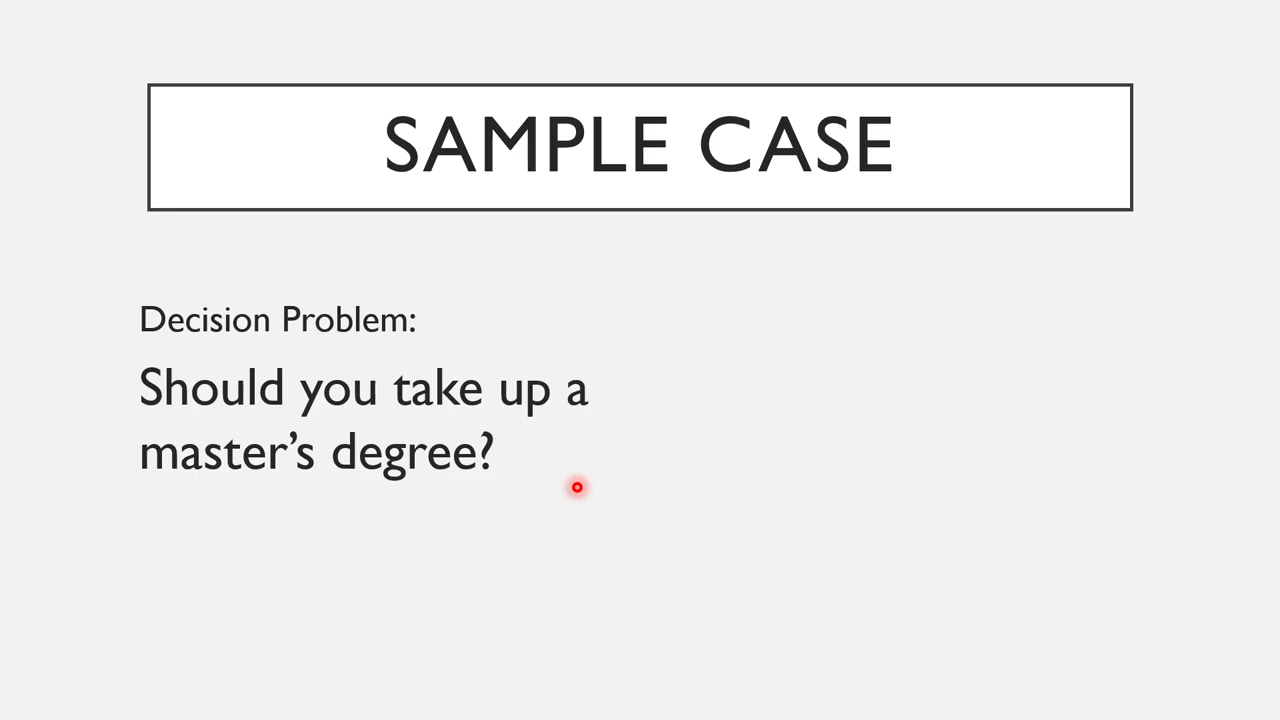 SAMPLE CASE
Decision Problem:
Should you take up a
master’s degree?